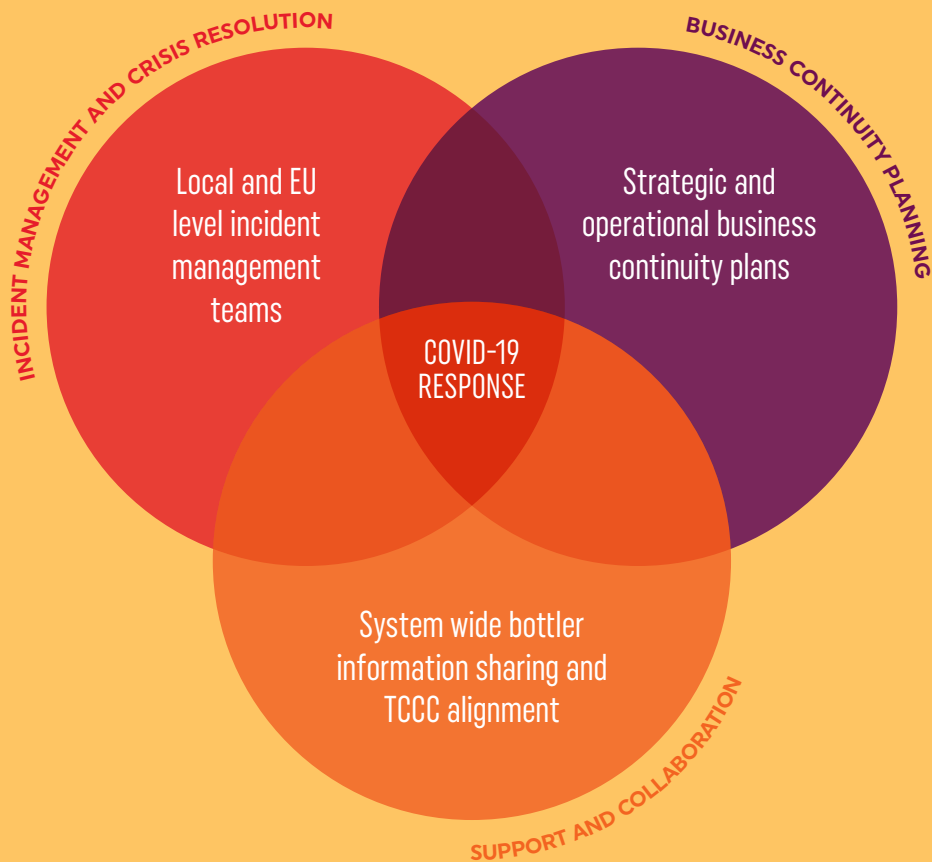 INCIDENT MANAGEMENT AND CRISIS RESOLUTION
BUSINESS CONTINUITY PLANNING
Local and EU
level incident
management
teams
Strategic and
operational business
continuity plans
COVID-19
RESPONSE
System wide bottler
information sharing and
TCCC alignment
SUPPORT AND COLLABORATION